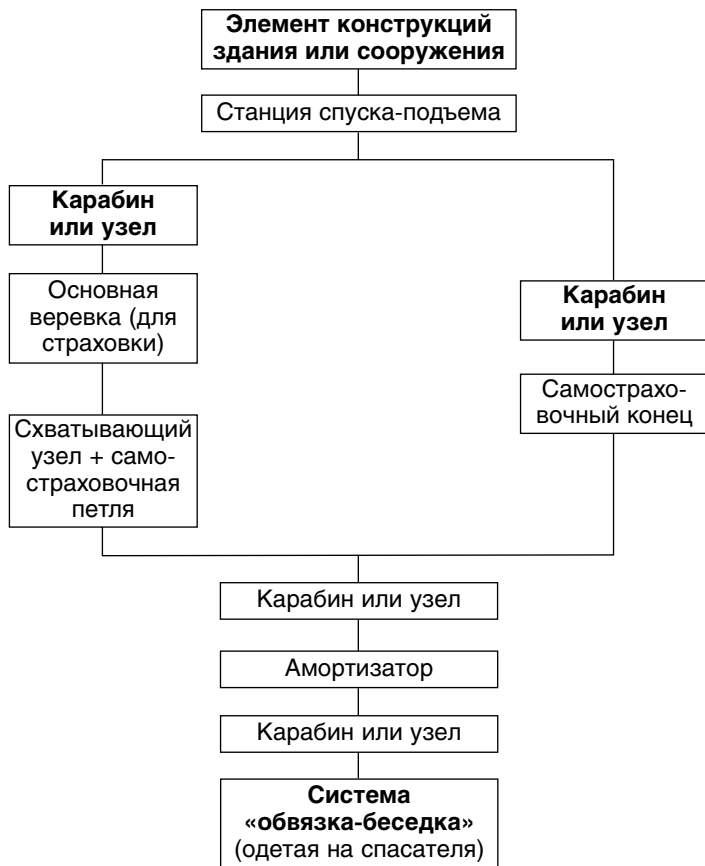 Элемент конструкций
здания или сооружения
Станция спуска-подъема
Карабин
или узел
Основная
веревка (для
страховки)
Схватывающий
узел + само-
страховочная
петля
Карабин
или узел
Самострахо-
вочный конец
Карабин или узел
Амортизатор
Карабин или узел
Система
«обвязка-беседка»
(одетая на спасателя)